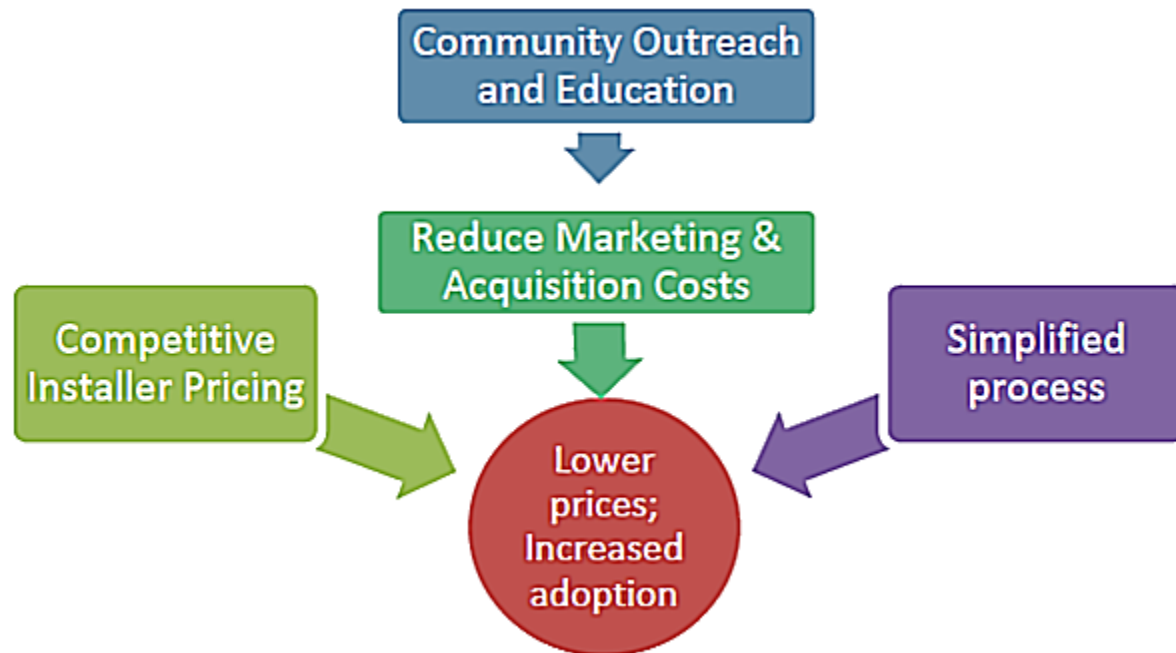 Community Outreach
and Education
Reduce Marketing &
Acquisition Costs
Competitive
Installer Pricing
Simplified
process
Lower
prices;
Increased
adoption